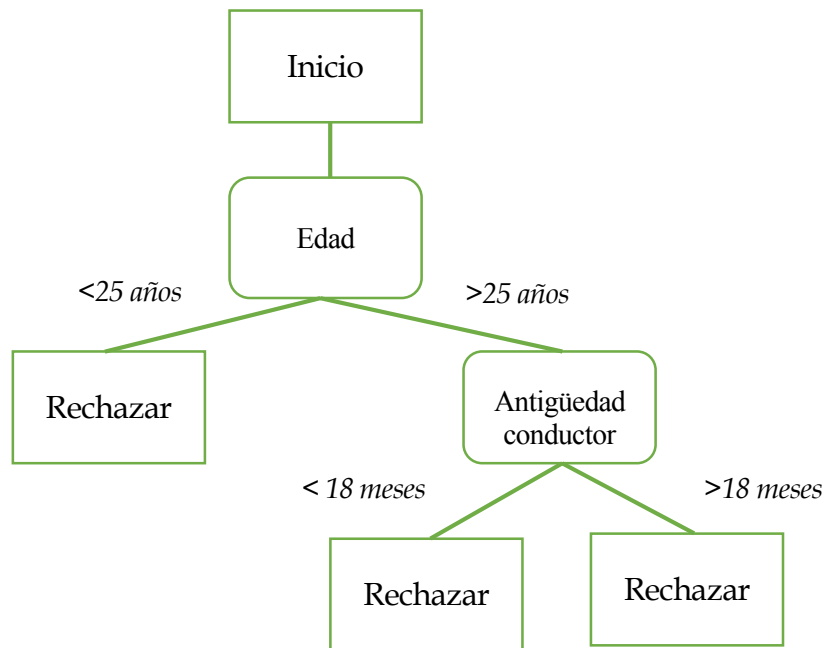 Inicio
Edad
<25 años
>25 años
Rechazar
Antigüedad
conductor
< 18 meses
>18 meses
Rechazar
Rechazar